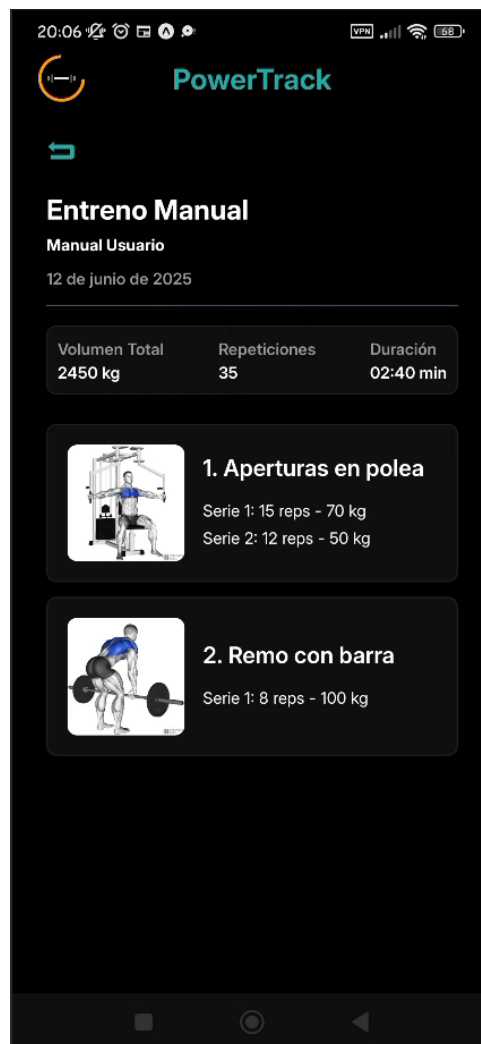 20:06
VPN
68
PowerTrack
Entreno Manual
Manual Usuario
12 de junio de 2025
Volumen Total
2450 kg
Repeticiones
35
Duración
02:40 min
1. Aperturas en polea
Serie 1: 15 reps - 70 kg
Serie 2: 12 reps - 50 kg
2. Remo con barra
Serie 1: 8 reps - 100 kg